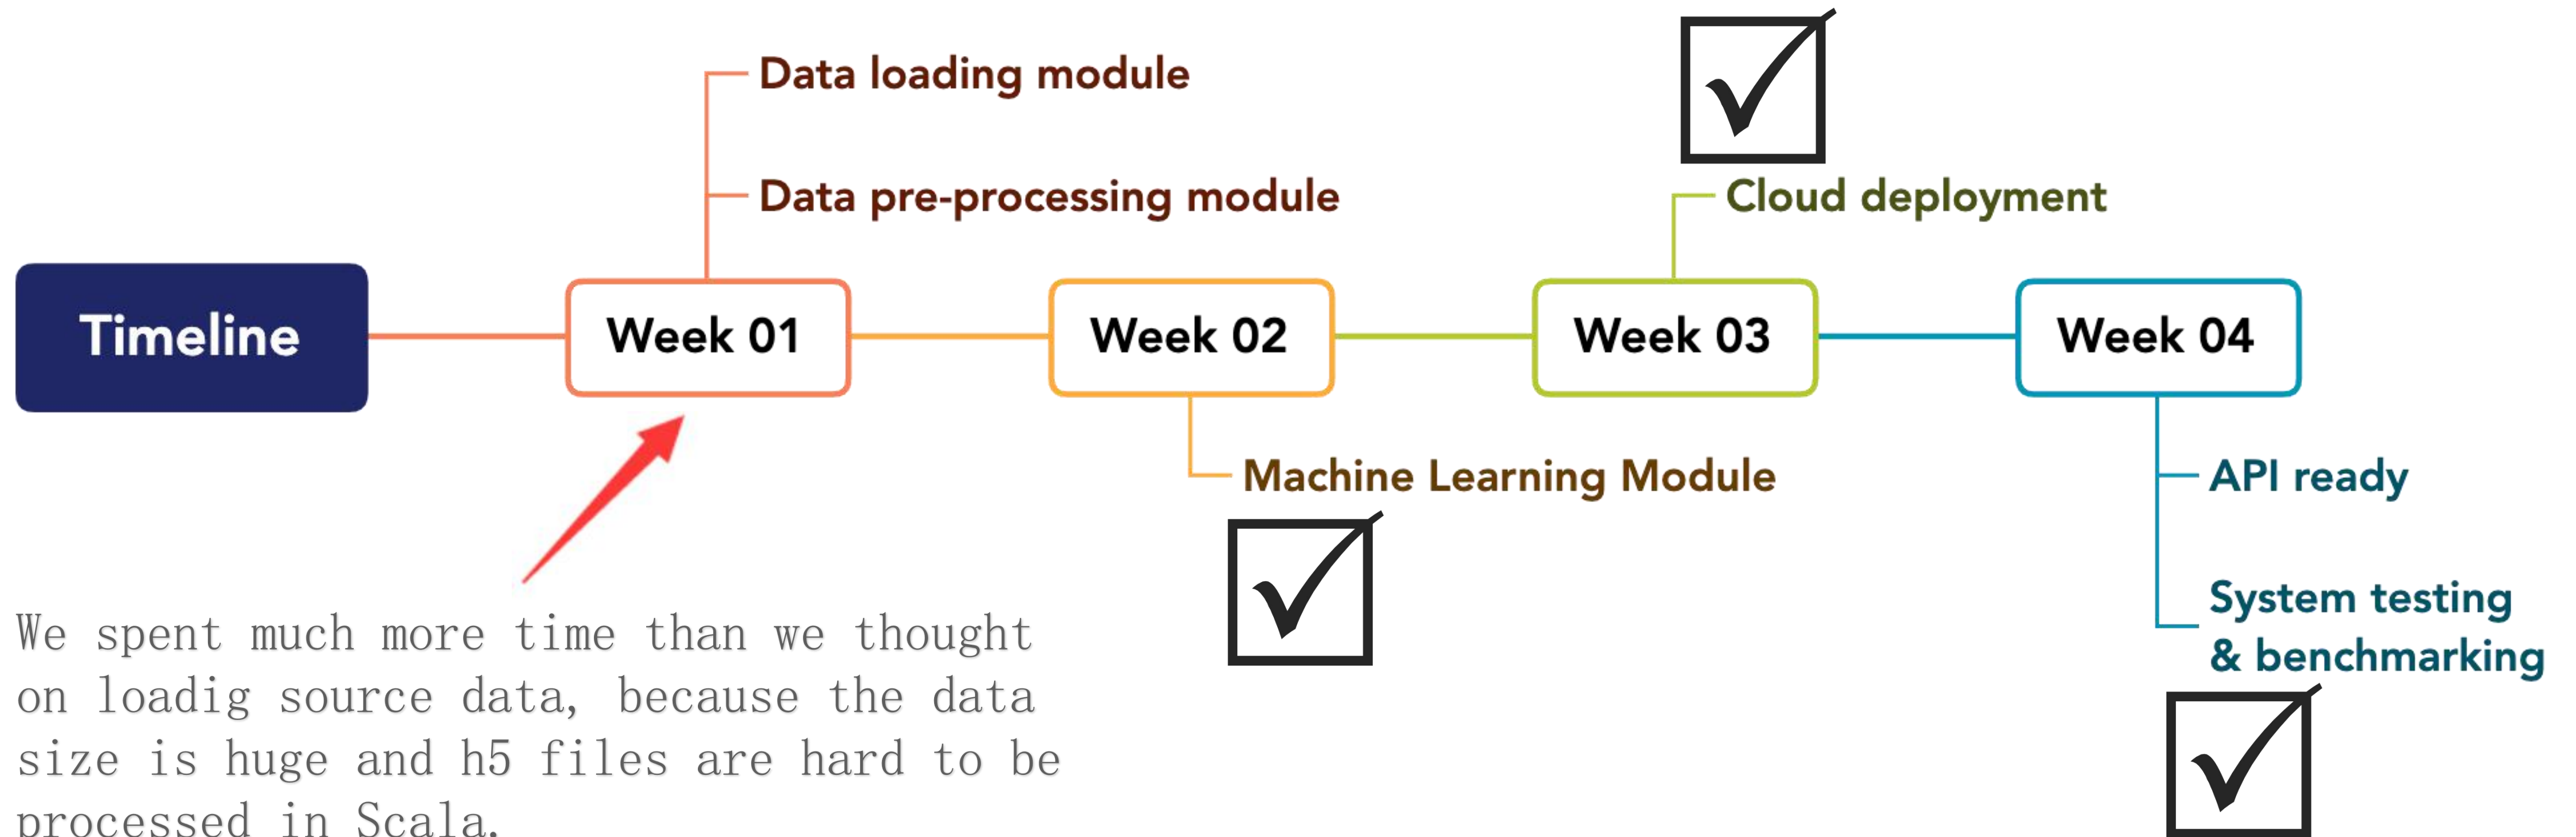 Data loading module
Data pre-processing module
Cloud deployment
Timeline
Week 01
Week 02
Week 03
Week 04
Machine Learning Module
API ready
System testing
& benchmarking
We spent much more time than we thought
on loadig source data, because the data
size is huge and h5 files are hard to be
processed in Scala.